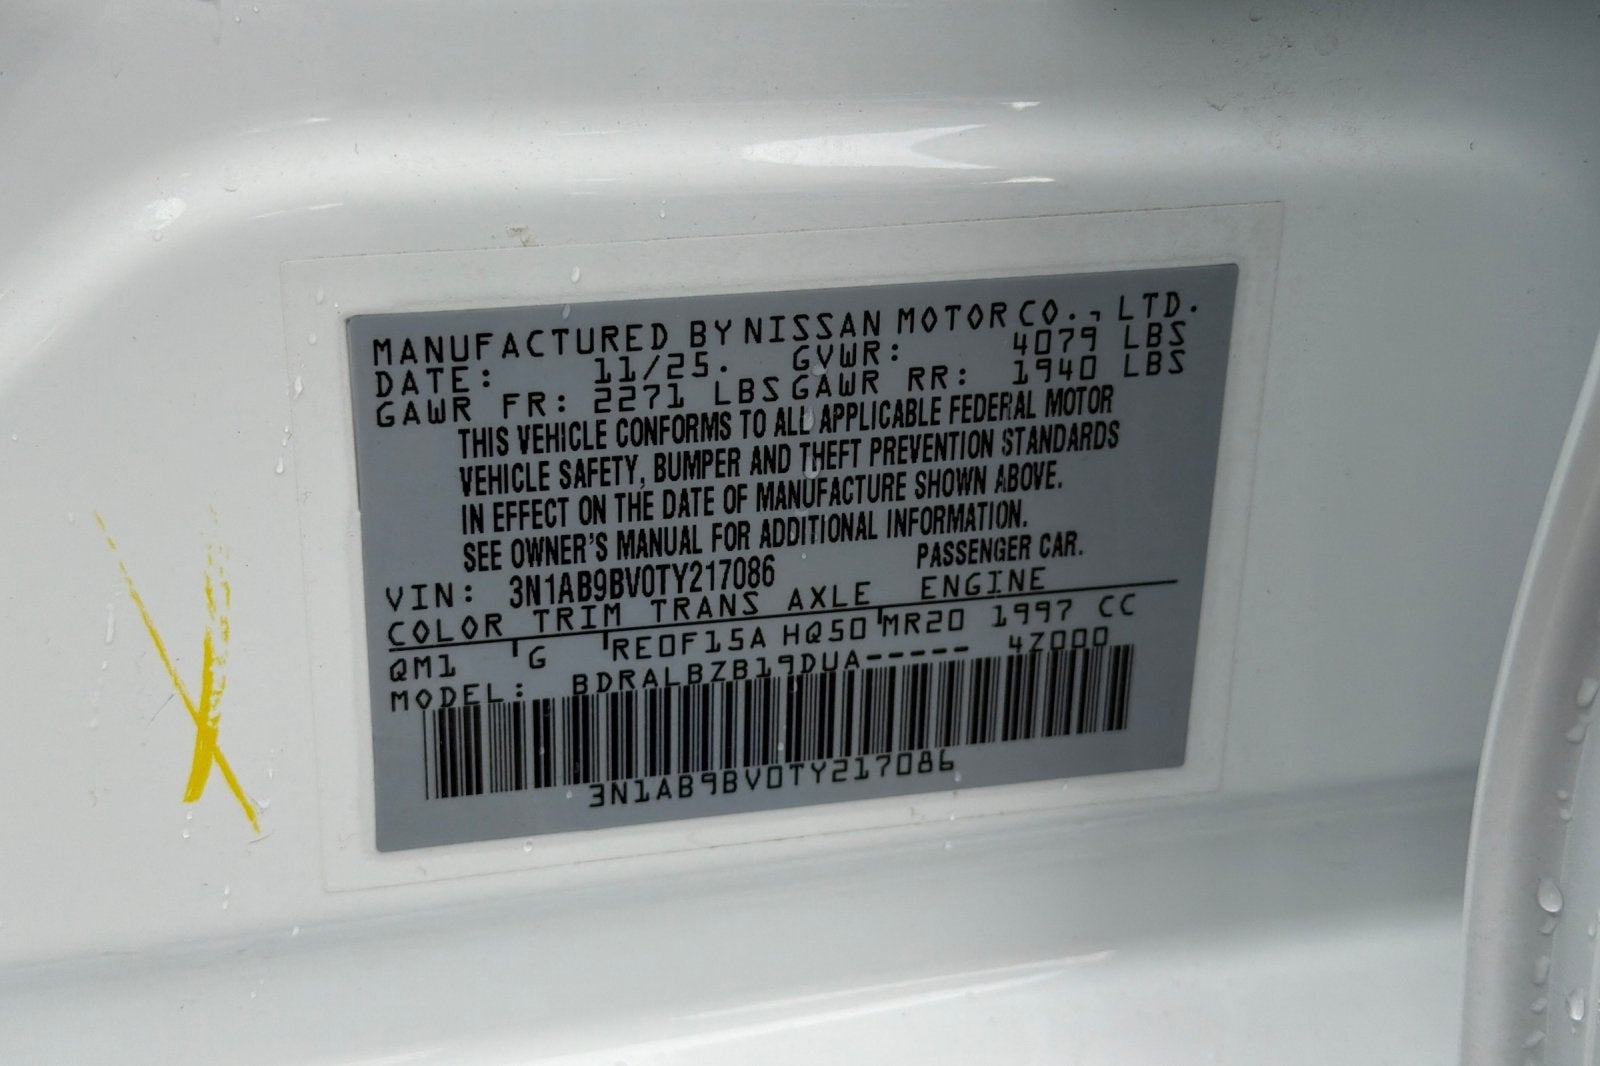 MANUFACTURED BY NISSAN MOTOR CO., LTD.
DATE: 11/25. GVWR: 4079 LBS
GAWR FR: 2271 LBS GAWR RR: 1940 LBS
THIS VEHICLE CONFORMS TO ALL APPLICABLE FEDERAL MOTOR
VEHICLE SAFETY, BUMPER AND THEFT PREVENTION STANDARDS
IN EFFECT ON THE DATE OF MANUFACTURE SHOWN ABOVE.
SEE OWNER'S MANUAL FOR ADDITIONAL INFORMATION.
VIN: 3N1AB9BV0TY217086 PASSENGER CAR.
COLOR TRIM TRANS AXLE ENGINE
QM1 G RE0F15A HQ50 MR20 1997 CC
MODEL: BDRALBZB19DUA----- 4Z000
3N1AB9BV0TY217086